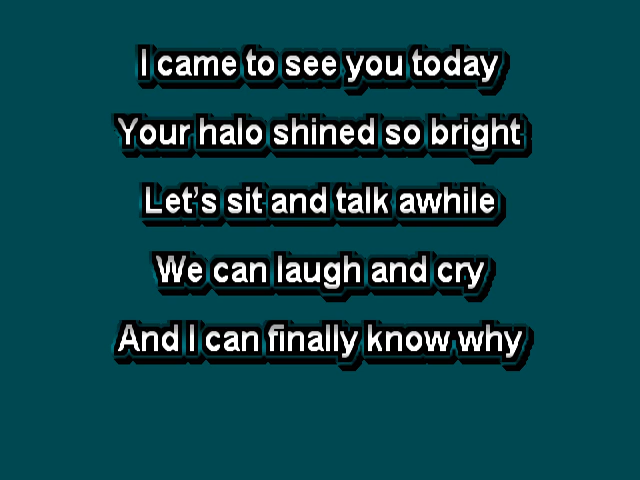 I came to see you today
Your halo shined so bright
Let’s sit and talk awhile
We can laugh and cry
And I can finally know why